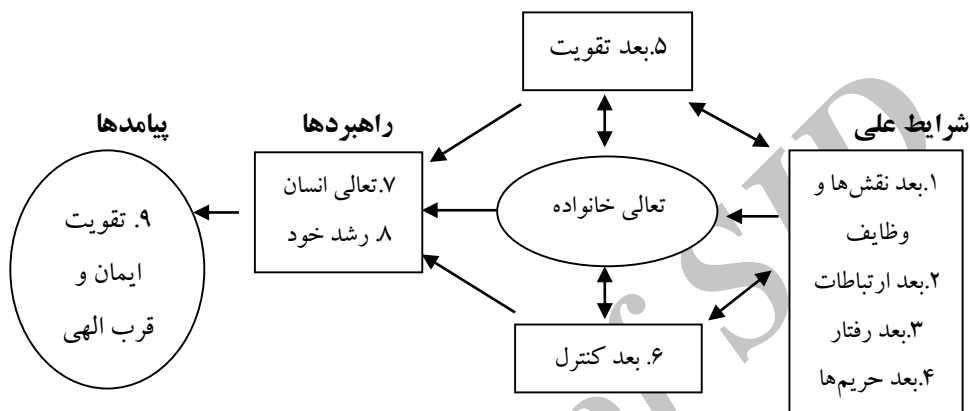 شرایط علی
۱.بعد نقش‌ها و
وظایف
۲.بعد ارتباطات
۳.بعد رفتار
۴.بعد حریم‌ها
۵.بعد تقویت
تعالی خانواده
۶. بعد کنترل
راهبردها
۷.تعالی انسان
۸. رشد خود
پیامدها
۹. تقویت
ایمان و
قرب الهی
of SID